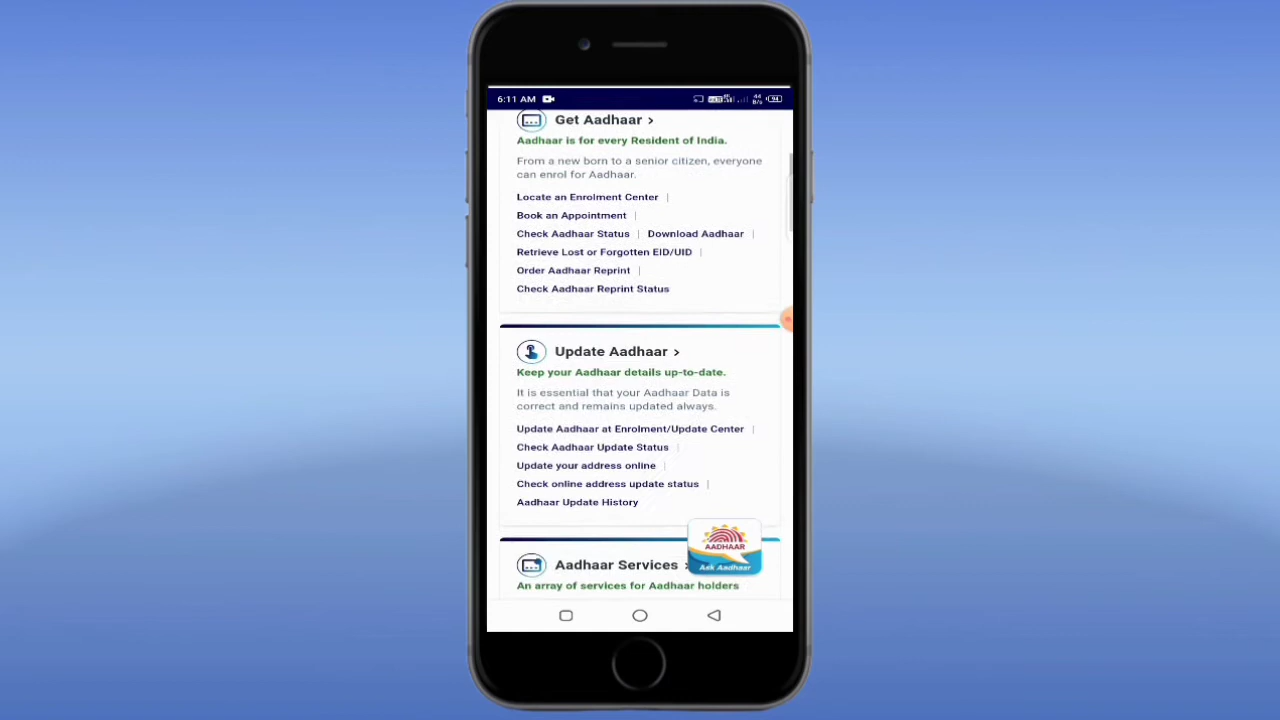 6:11 AM
94
Get Aadhaar >
Aadhaar is for every Resident of India.
From a new born to a senior citizen, everyone
can enrol for Aadhaar.
Locate an Enrolment Center |
Book an Appointment |
Check Aadhaar Status | Download Aadhaar |
Retrieve Lost or Forgotten EID/UID |
Order Aadhaar Reprint |
Check Aadhaar Reprint Status
Update Aadhaar >
Keep your Aadhaar details up-to-date.
It is essential that your Aadhaar Data is
correct and remains updated always.
Update Aadhaar at Enrolment/Update Center |
Check Aadhaar Update Status |
Update your address online |
Check online address update status |
Aadhaar Update History
AADHAAR
Ask Aadhaar
Aadhaar Services >
An array of services for Aadhaar holders